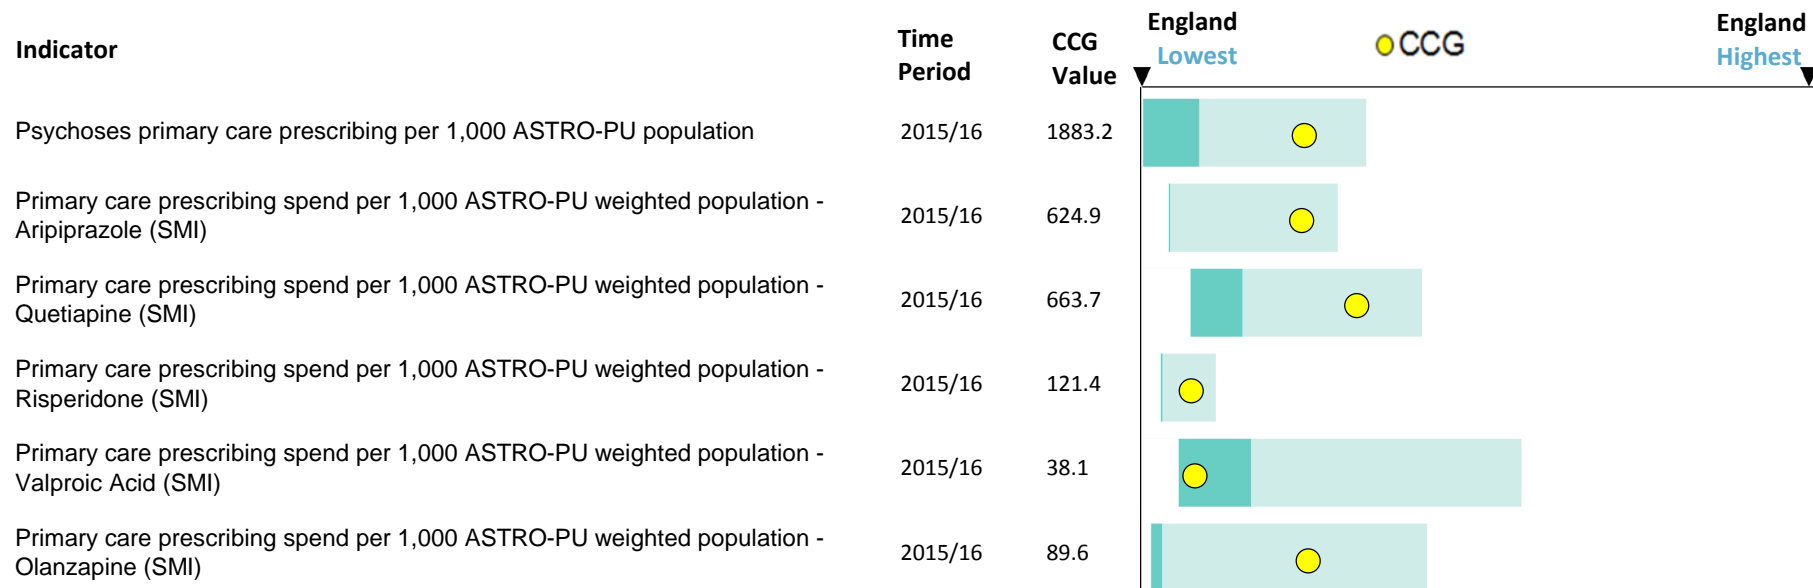 Indicator
Time
Period
CCG
Value
England
Lowest
CCG
England
Highest
Psychoses primary care prescribing per 1,000 ASTRO-PU population 2015/16 1883.2
Primary care prescribing spend per 1,000 ASTRO-PU weighted population -
Aripiprazole (SMI) 2015/16 624.9
Primary care prescribing spend per 1,000 ASTRO-PU weighted population -
Quetiapine (SMI) 2015/16 663.7
Primary care prescribing spend per 1,000 ASTRO-PU weighted population -
Risperidone (SMI) 2015/16 121.4
Primary care prescribing spend per 1,000 ASTRO-PU weighted population -
Valproic Acid (SMI) 2015/16 38.1
Primary care prescribing spend per 1,000 ASTRO-PU weighted population -
Olanzapine (SMI) 2015/16 89.6